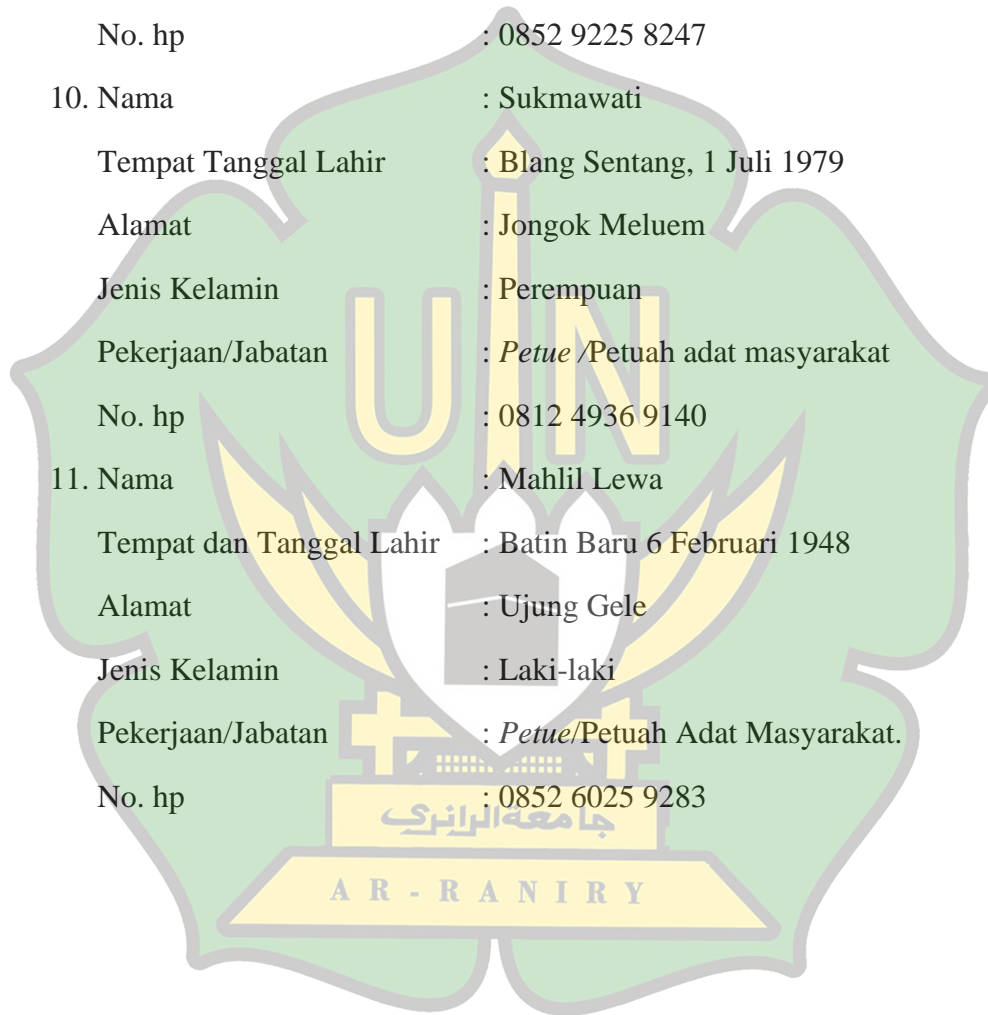 No. hp : 0852 9225 8247
10. Nama : Sukmawati
Tempat Tanggal Lahir : Blang Sentang, 1 Juli 1979
Alamat : Jongok Meluem
Jenis Kelamin : Perempuan
Pekerjaan/Jabatan : Petue /Petuah adat masyarakat
No. hp : 0812 4936 9140
11. Nama : Mahlil Lewa
Tempat dan Tanggal Lahir : Batin Baru 6 Februari 1948
Alamat : Ujung Gele
Jenis Kelamin : Laki-laki
Pekerjaan/Jabatan : Petue/Petuah Adat Masyarakat.
No. hp : 0852 6025 9283
UIN
جامعة الرانري
AR-RANIRY